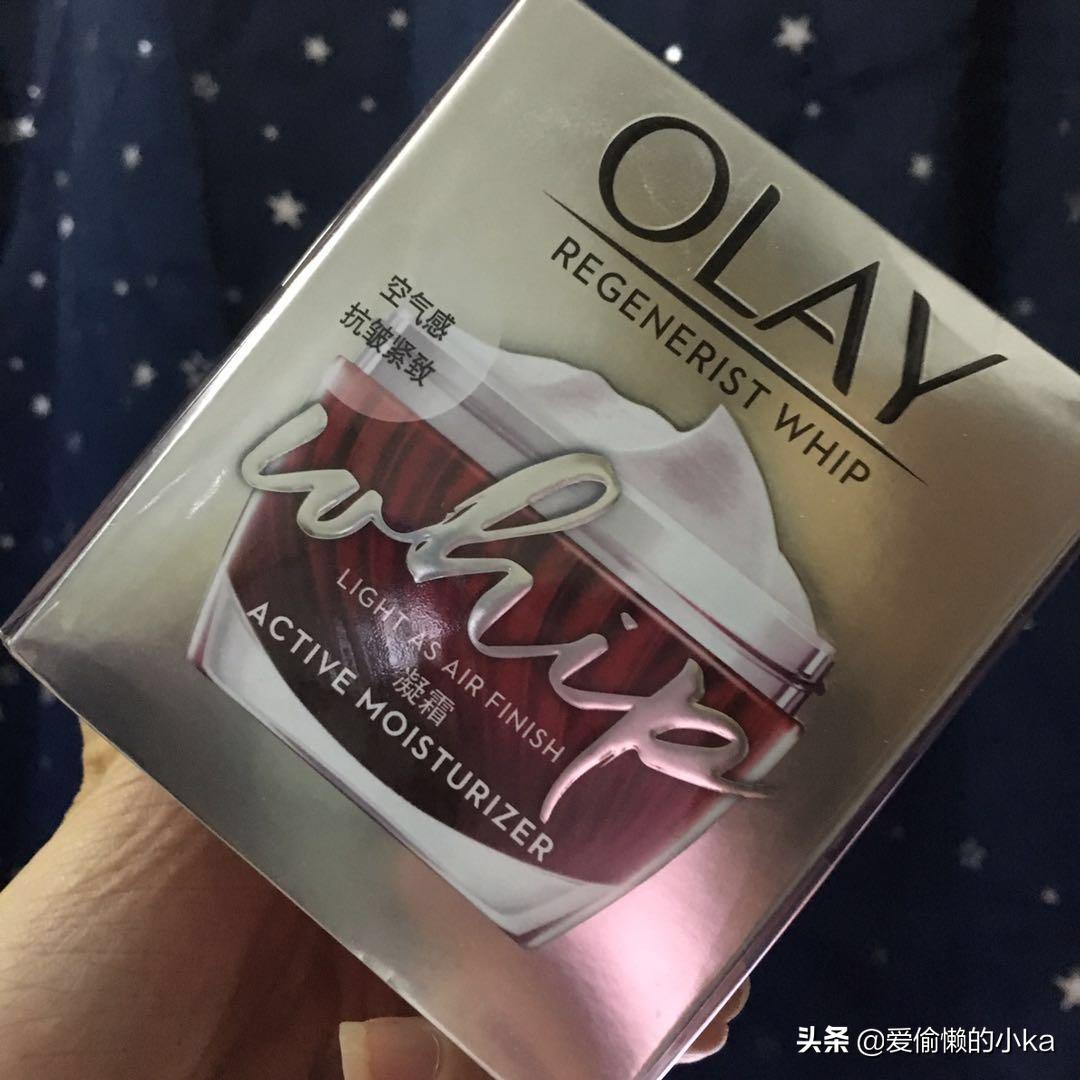 OLAY
REGENERIST WHIP
空气感
抗皱紧致
whip
LIGHT AS AIR FINISH
凝霜
ACTIVE MOISTURIZER
头条 @爱偷懒的小ka